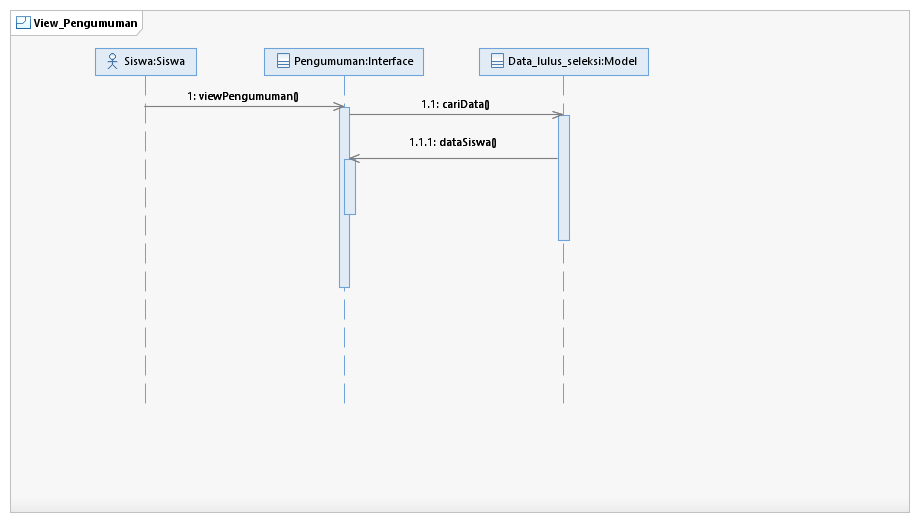 View_Pengumuman
Siswa:Siswa
Pengumuman:Interface
Data_lulus_seleksi:Model
1: viewPengumuman()
1.1: cariData()
1.1.1: dataSiswa()